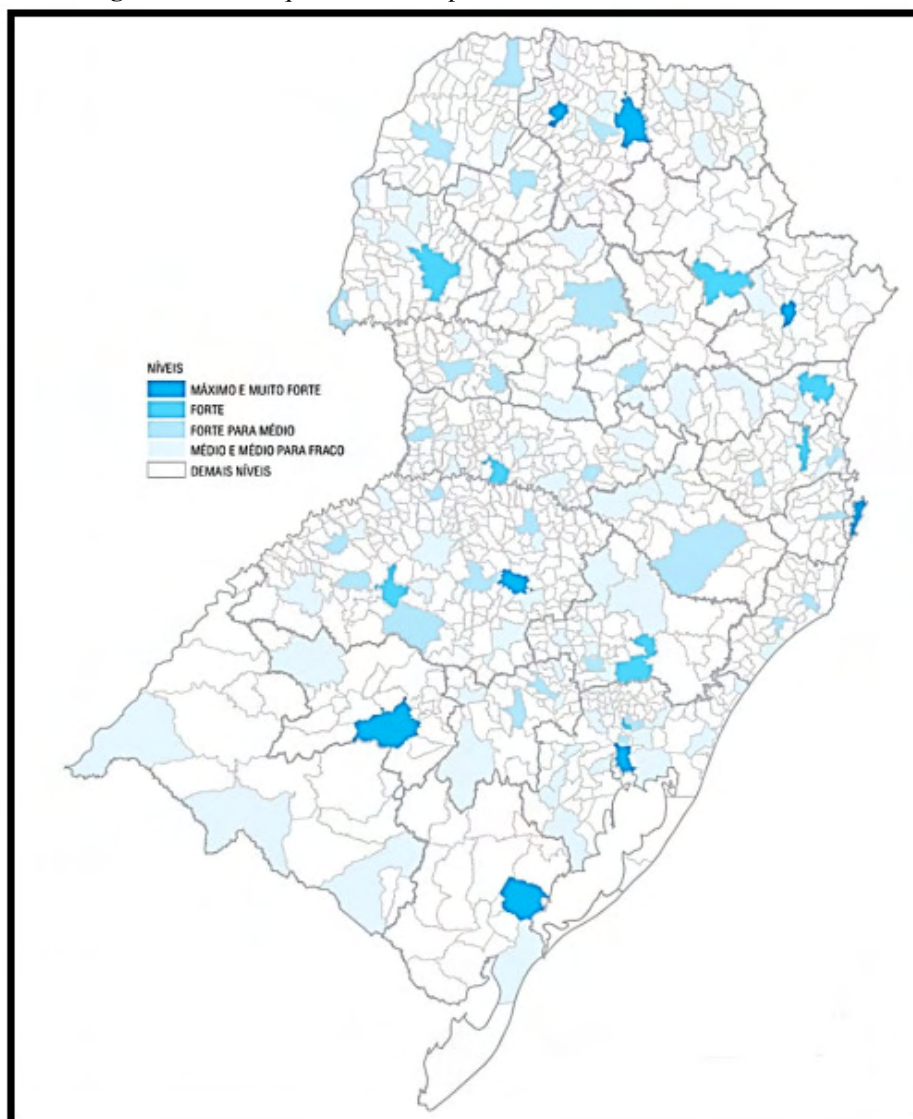 NÍVEIS
MÁXIMO E MUITO FORTE
FORTE
FORTE PARA MÉDIO
MÉDIO E MÉDIO PARA FRACO
DEMAIS NÍVEIS